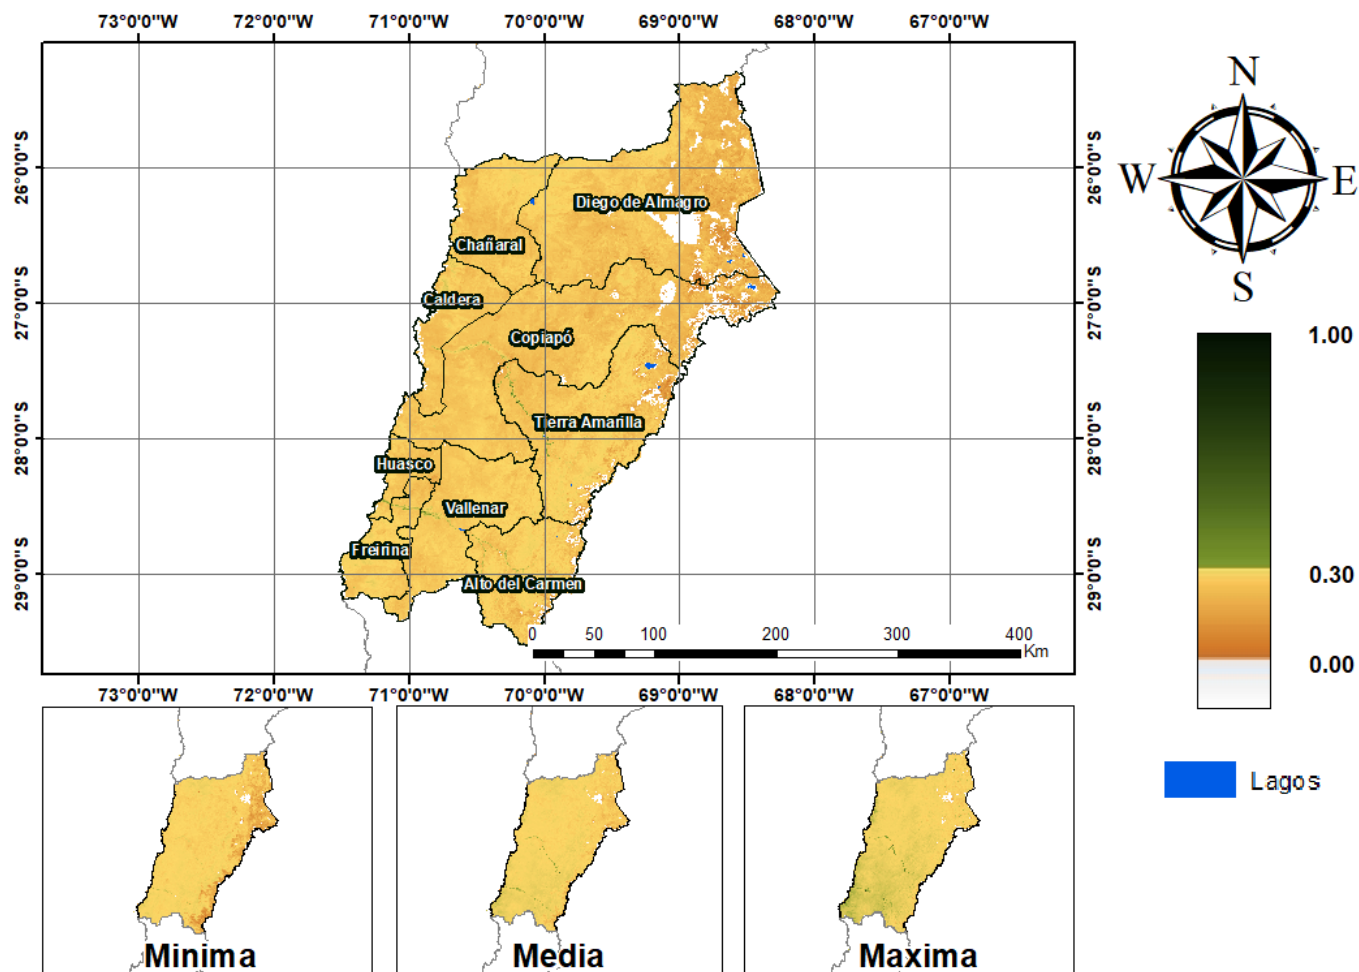 73°0'0"W 72°0'0"W 71°0'0"W 70°0'0"W 69°0'0"W 68°0'0"W 67°0'0"W
26°0'0"S
27°0'0"S
28°0'0"S
29°0'0"S
Diego de Almagro
Chañaral
Caldera
Copiapó
Tierra Amarilla
Huasco
Vallenar
Freirina
Alto del Carmen
0 50 100 200 300 400
Km
26°0'0"S
27°0'0"S
28°0'0"S
29°0'0"S
73°0'0"W 72°0'0"W 71°0'0"W 70°0'0"W 69°0'0"W 68°0'0"W 67°0'0"W
N
W E
S
1.00
0.30
0.00
Lagos
Minima
Media
Maxima